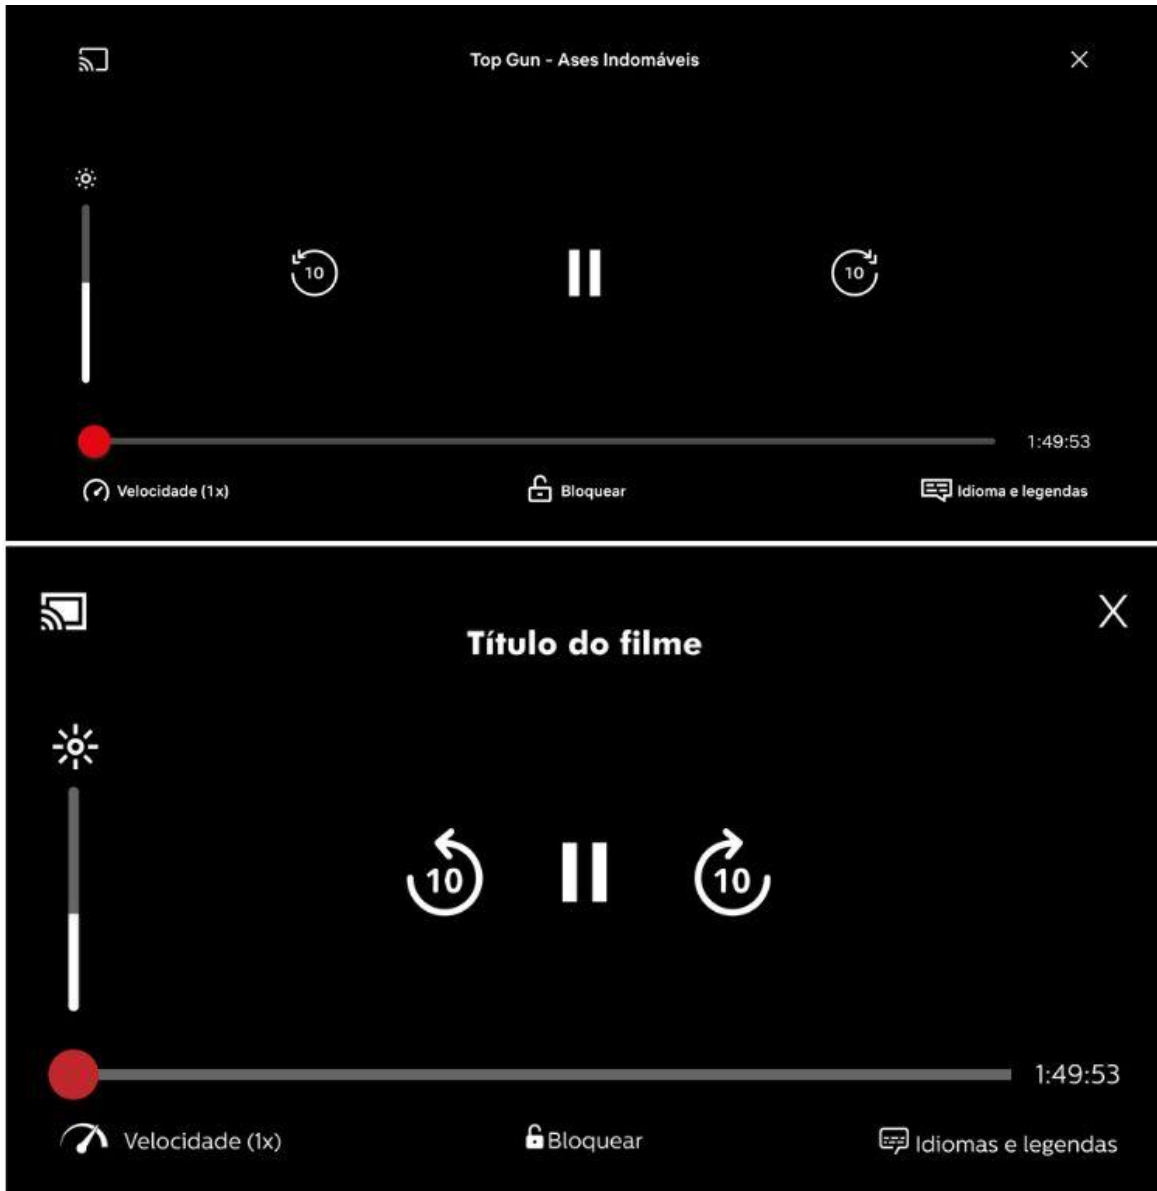 Top Gun - Ases Indomáveis
10 10
1:49:53
Velocidade (1x) Bloquear Idioma e legendas
Título do filme
10 10
1:49:53
Velocidade (1x) Bloquear Idiomas e legendas